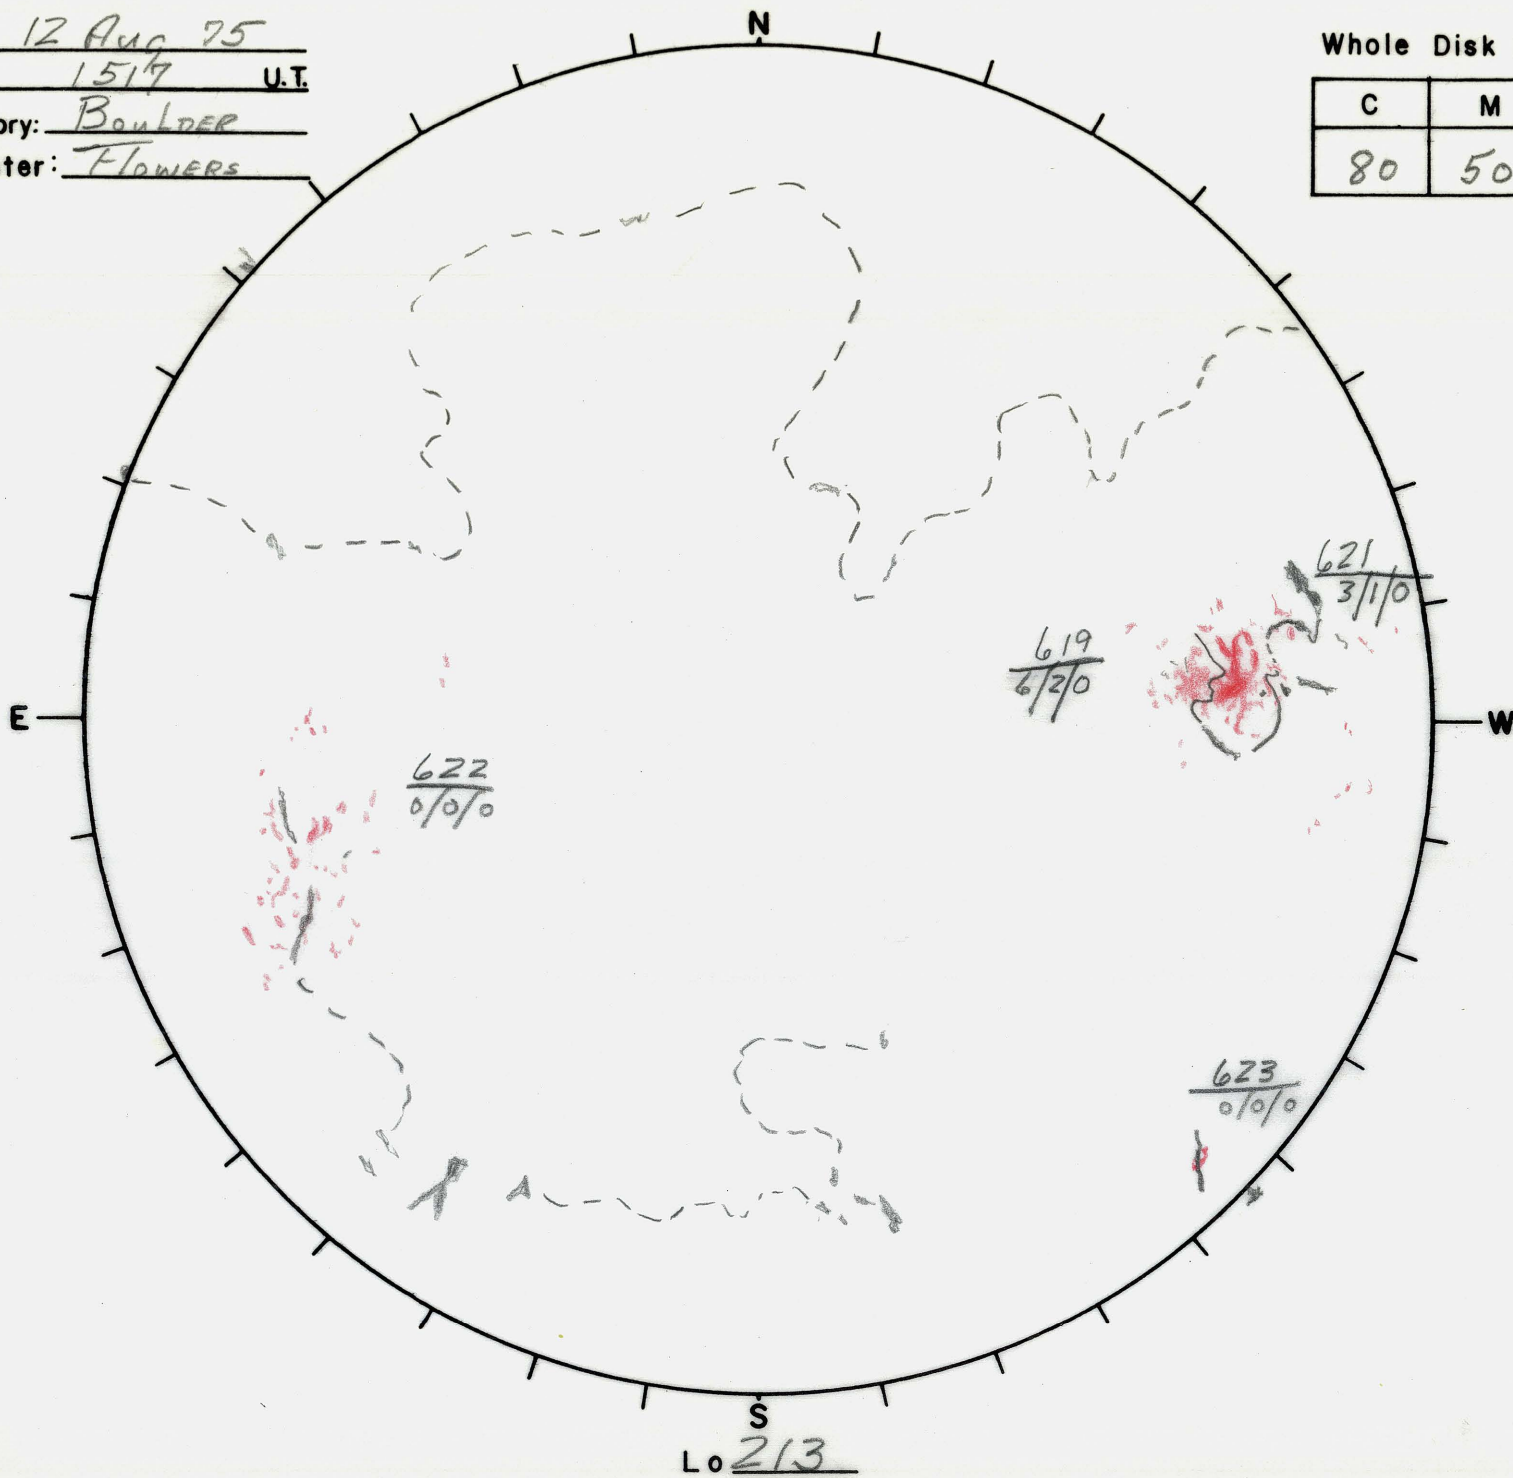 12 Aug 75
1517 U.T.
ory: BOULDER
ter: FLOWERS
N
Whole Disk
C M
80 50
621
3/1/0
619
6/2/0
E
W
622
0/0/0
623
0/0/0
S
Lo 213